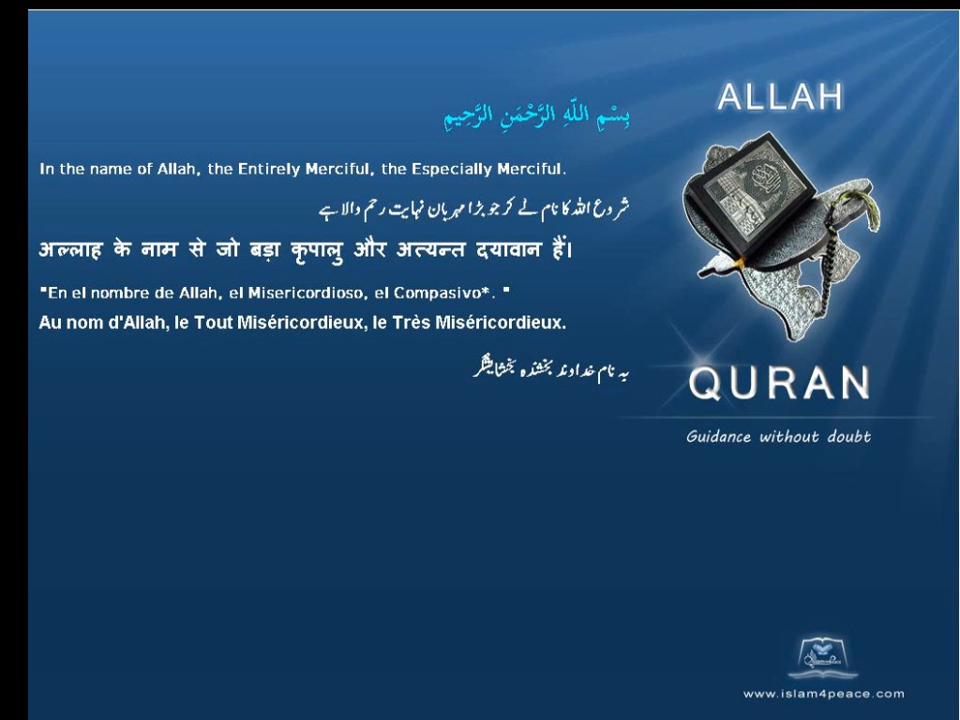 بِسْمِ اللَّهِ الرَّحْمَنِ الرَّحِيمِ
In the name of Allah, the Entirely Merciful, the Especially Merciful.
شروع الله کا نام لے کر جو بڑا مہربان نہایت رحم والا ہے
अल्लाह के नाम से जो बड़ा कृपालु और अत्यन्त दयावान हैं।
"En el nombre de Allah, el Misericordioso, el Compasivo*. "
Au nom d'Allah, le Tout Miséricordieux, le Très Miséricordieux.
به نام خداوند بخشنده بخشایشگر
ALLAH
QURAN
Guidance without doubt
www.islam4peace.com